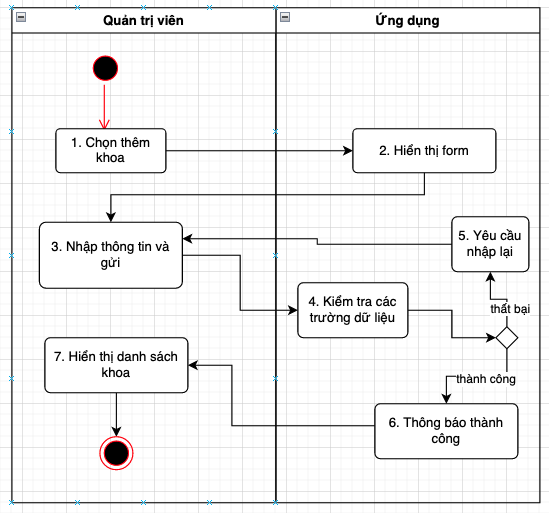 Quán trị viên
Ứng dụng
1. Chọn thêm
khoa
2. Hiển thị form
3. Nhập thông tin và
gửi
5. Yêu cầu
nhập lại
4. Kiểm tra các
trường dữ liệu
thất bại
7. Hiển thị danh sách
khoa
thành công
6. Thông báo thành
công